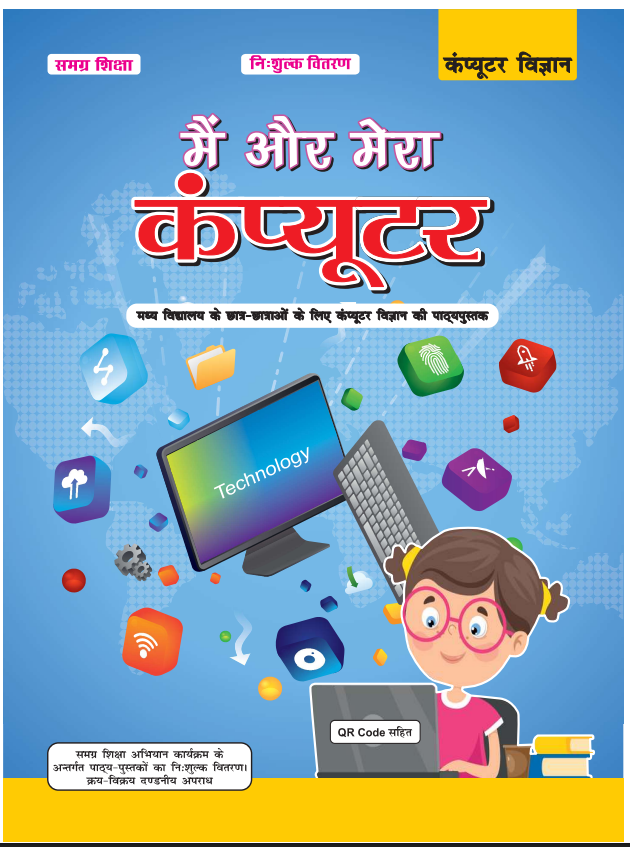 समग्र शिक्षा
निःशुल्क वितरण
कंप्यूटर विज्ञान
मैं और मेरा
कंप्यूटर
मध्य विद्यालय के छात्र-छात्राओं के लिए कंप्यूटर विज्ञान की पाठ्यपुस्तक
Technology
QR Code सहित
समग्र शिक्षा अभियान कार्यक्रम के
अन्तर्गत पाठ्य-पुस्तकों का निःशुल्क वितरण।
क्रय-विक्रय दण्डनीय अपराध